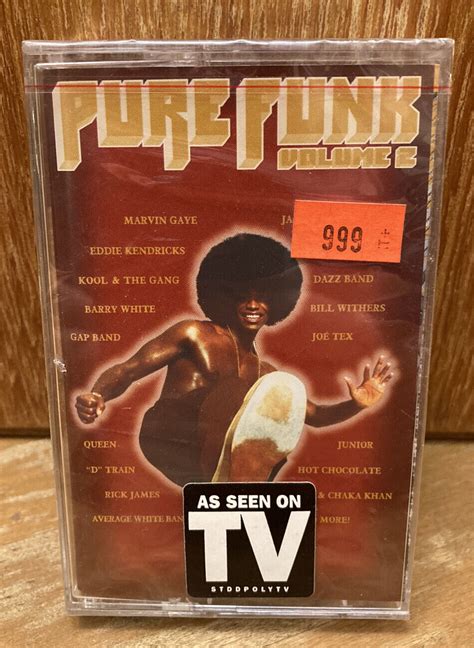 PURE FUNK
VOLUME 2
MARVIN GAYE
JA
999
EDDIE KENDRICKS
KOOL & THE GANG
DAZZ BAND
BARRY WHITE
BILL WITHERS
GAP BAND
JOE TEX
QUEEN
JUNIOR
"D" TRAIN
HOT CHOCOLATE
RICK JAMES
& CHAKA KHAN
AVERAGE WHITE BAN
MORE!
AS SEEN ON
TV
STDDPOLYTV